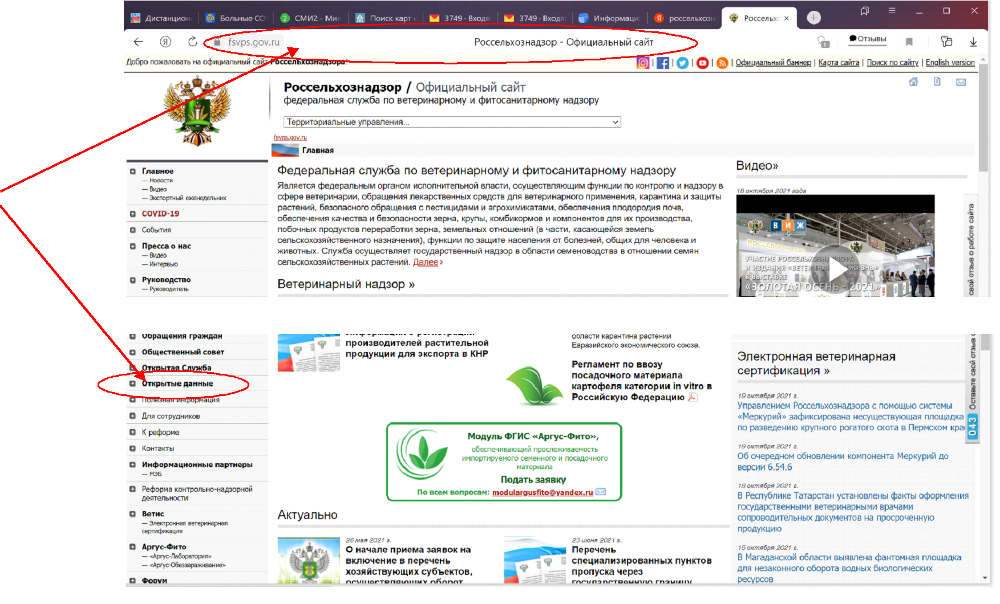 Дистанцион
Больные CO
2 СМИ2 - Мин
Поиск карт и
3749 · Входя
3749 · Входя
Информаци
россельхозн
Россельхо ×
fsvps.gov.ru
Россельхознадзор - Официальный сайт
1
Отзывы
Добро пожаловать на официальный сайт Россельхознадзора!
Официальный баннер | Карта сайта | Поиск по сайту | English version
Россельхознадзор / Официальный сайт
федеральная служба по ветеринарному и фитосанитарному надзору
Территориальные управления...
fsvps.gov.ru
Главная
Главное
— Новости
— Видео
— Экспортный еженедельник
COVID-19
События
Пресса о нас
— Видео
— Интервью
Руководство
— Руководитель
Федеральная служба по ветеринарному и фитосанитарному надзору
Является федеральным органом исполнительной власти, осуществляющим функции по контролю и надзору в
сфере ветеринарии, обращения лекарственных средств для ветеринарного применения, карантина и защиты
растений, безопасного обращения с пестицидами и агрохимикатами, обеспечения плодородия почв,
обеспечения качества и безопасности зерна, крупы, комбикормов и компонентов для их производства,
побочных продуктов переработки зерна, земельных отношений (в части, касающейся земель
сельскохозяйственного назначения), функции по защите населения от болезней, общих для человека и
животных. Служба осуществляет государственный надзор в области семеноводства в отношении семян
сельскохозяйственных растений. Далее
Ветеринарный надзор »
Видео»
18 октября 2021 года
ВИЖ
РОССЕЛЬХОЗНАДЗОР
УЧАСТИЕ РОССЕЛЬХОЗНАДЗОРА
И ИЗДАНИЯ «ВЕТЕРИНАРИЯ И ЖИЗНЬ»
В ВЫСТАВКЕ
«ЗОЛОТАЯ ОСЕНЬ - 2021»
свой отзыв о работе сайта
Обращения граждан
Общественный совет
Открытая Служба
Открытые данные
Полезная информация
Для сотрудников
К реформе
Контакты
Информационные партнеры
— МЭБ
Реформа контрольно-надзорной
деятельности
Ветис
— Электронная ветеринарная
сертификация
Аргус-Фито
— «Аргус-Лаборатория»
— «Аргус-Обеззараживание»
Форум
Информация о регистрации
производителей растительной
продукции для экспорта в КНР
области карантина растений
Евразийского экономического союза.
Регламент по ввозу
посадочного материала
картофеля категории in vitro в
Российскую Федерацию
Модуль ФГИС «Аргус-Фито»,
обеспечивающий прослеживаемость
импортируемого семенного и посадочного
материала
Подать заявку
По всем вопросам: modulargusfito@yandex.ru
Актуально
26 мая 2021 г.
О начале приема заявок на
включение в перечень
хозяйствующих субъектов,
осуществляющих оборот
23 июня 2021 г.
Перечень
специализированных пунктов
пропуска через
государственную границу
Электронная ветеринарная
сертификация »
19 октября 2021 г.
Управлением Россельхознадзора с помощью системы
«Меркурий» зафиксирована несуществующая площадка
по разведению крупного рогатого скота в Пермском крае
19 октября 2021 г.
Об очередном обновлении компонента Меркурий до
версии 6.54.6
18 октября 2021 г.
В Республике Татарстан установлены факты оформления
государственными ветеринарными врачами
сопроводительных документов на просроченную
продукцию
15 октября 2021 г.
В Магаданской области выявлена фантомная площадка
для незаконного оборота водных биологических
ресурсов
Оставьте свой отзыв о
043